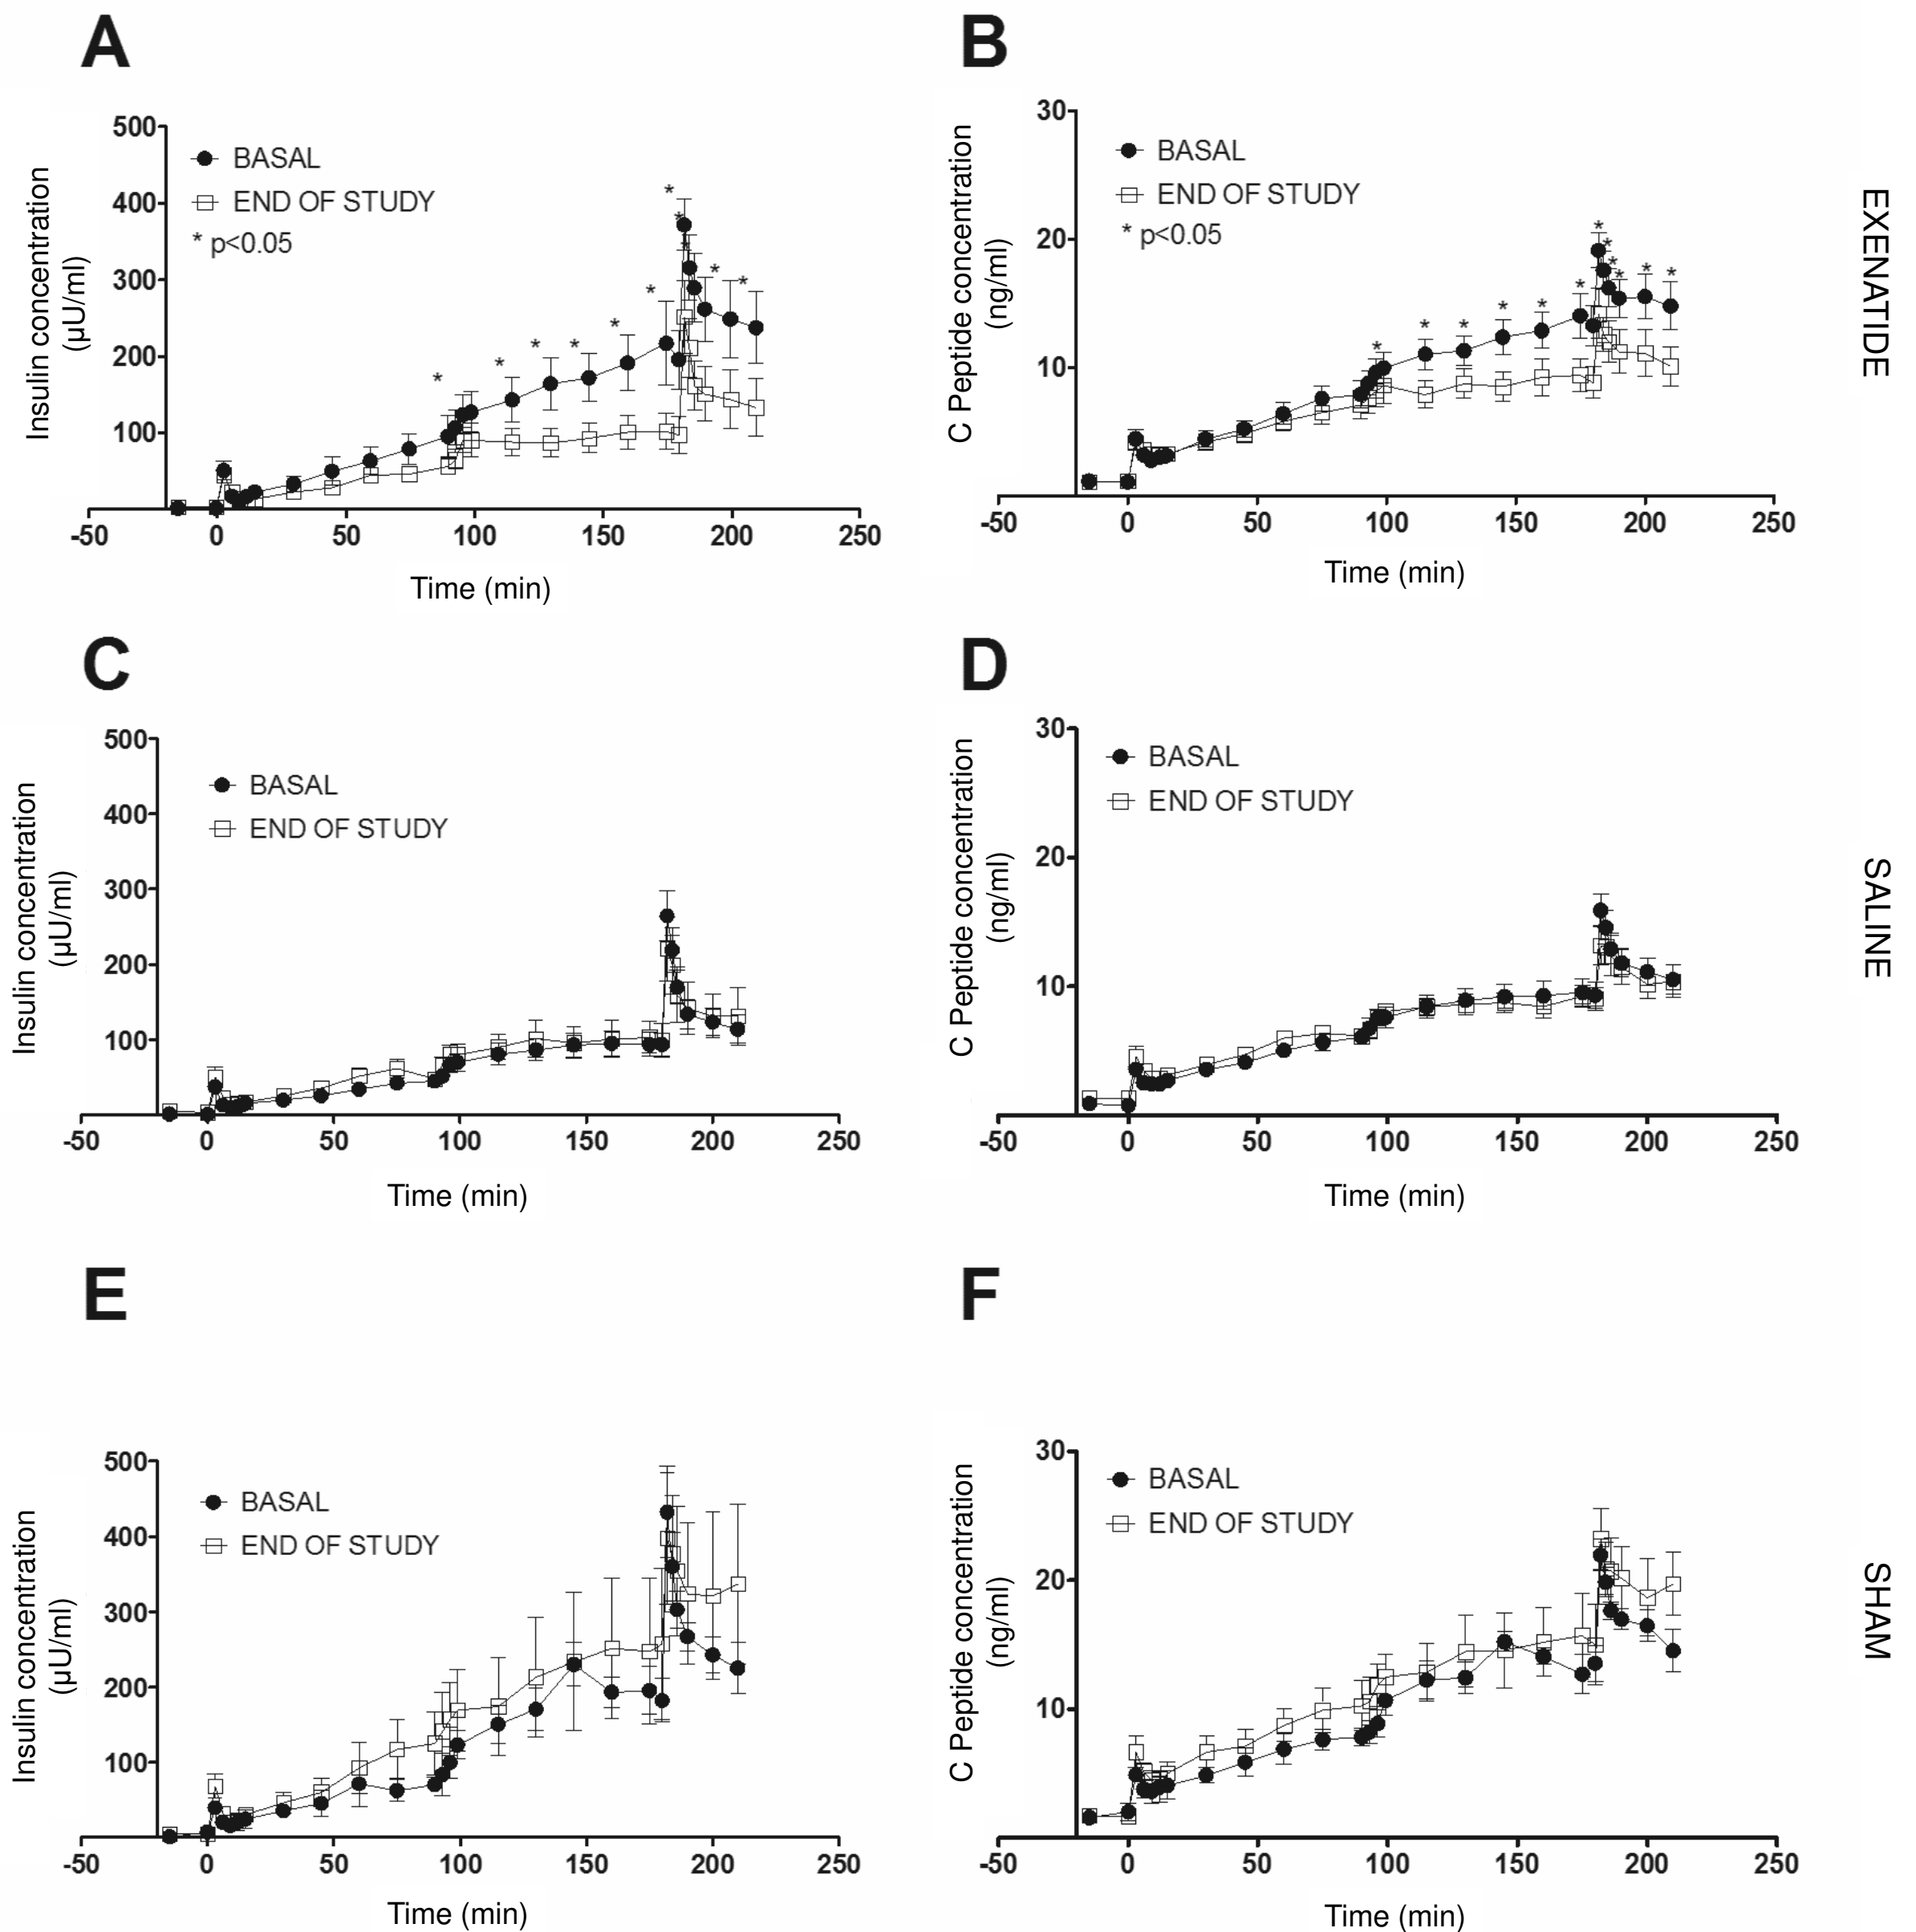 A
B
500
400
300
200
100
BASAL
END OF STUDY
* p<0.05
Insulin concentration
(µU/ml)
-50 0 50 100 150 200 250
Time (min)
30
20
10
BASAL
END OF STUDY
* p<0.05
C Peptide concentration
(ng/ml)
-50 0 50 100 150 200 250
Time (min)
EXENATIDE
C
D
500
400
300
200
100
BASAL
END OF STUDY
Insulin concentration
(µU/ml)
-50 0 50 100 150 200 250
Time (min)
30
20
10
BASAL
END OF STUDY
C Peptide concentration
(ng/ml)
-50 0 50 100 150 200 250
Time (min)
SALINE
E
F
500
400
300
200
100
BASAL
END OF STUDY
Insulin concentration
(µU/ml)
-50 0 50 100 150 200 250
Time (min)
30
20
10
BASAL
END OF STUDY
C Peptide concentration
(ng/ml)
-50 0 50 100 150 200 250
Time (min)
SHAM